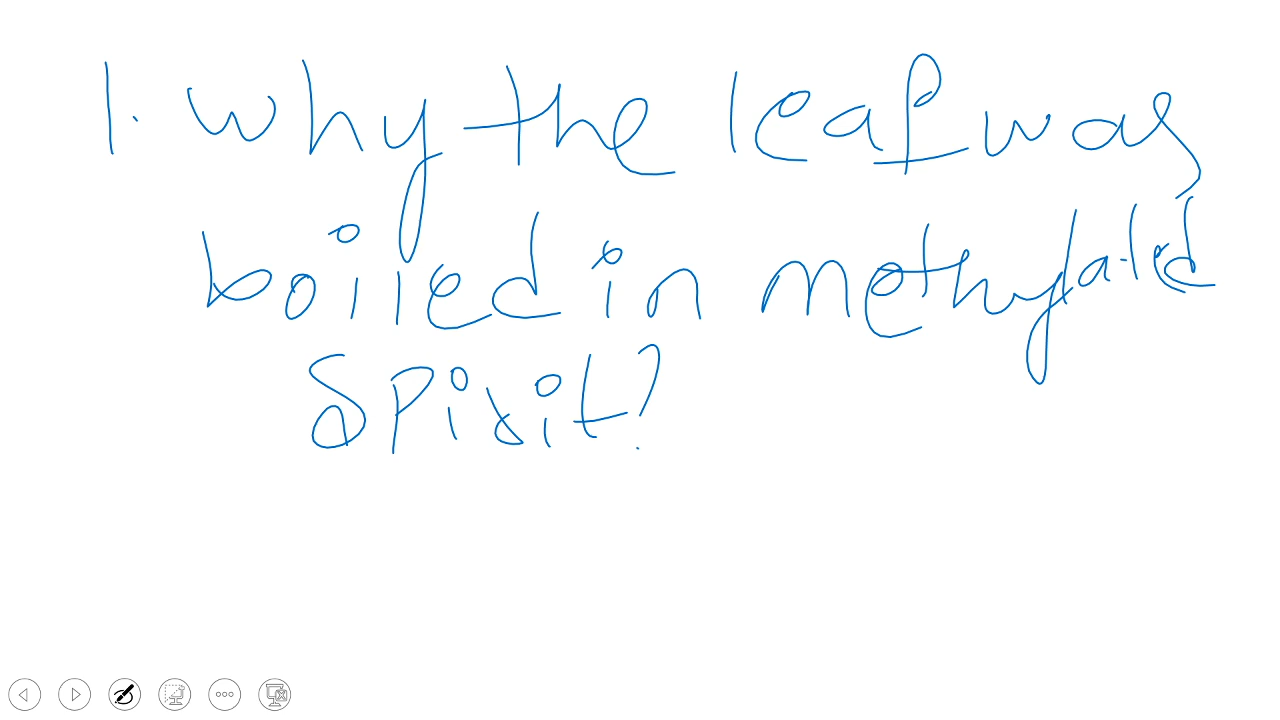 1. Why the leaf was
boiled in methylated
spirit?